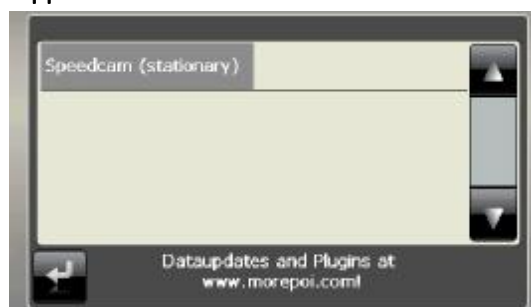 Speedcam (stationary)
Dataupdates and Plugins at
www.morepoi.com!